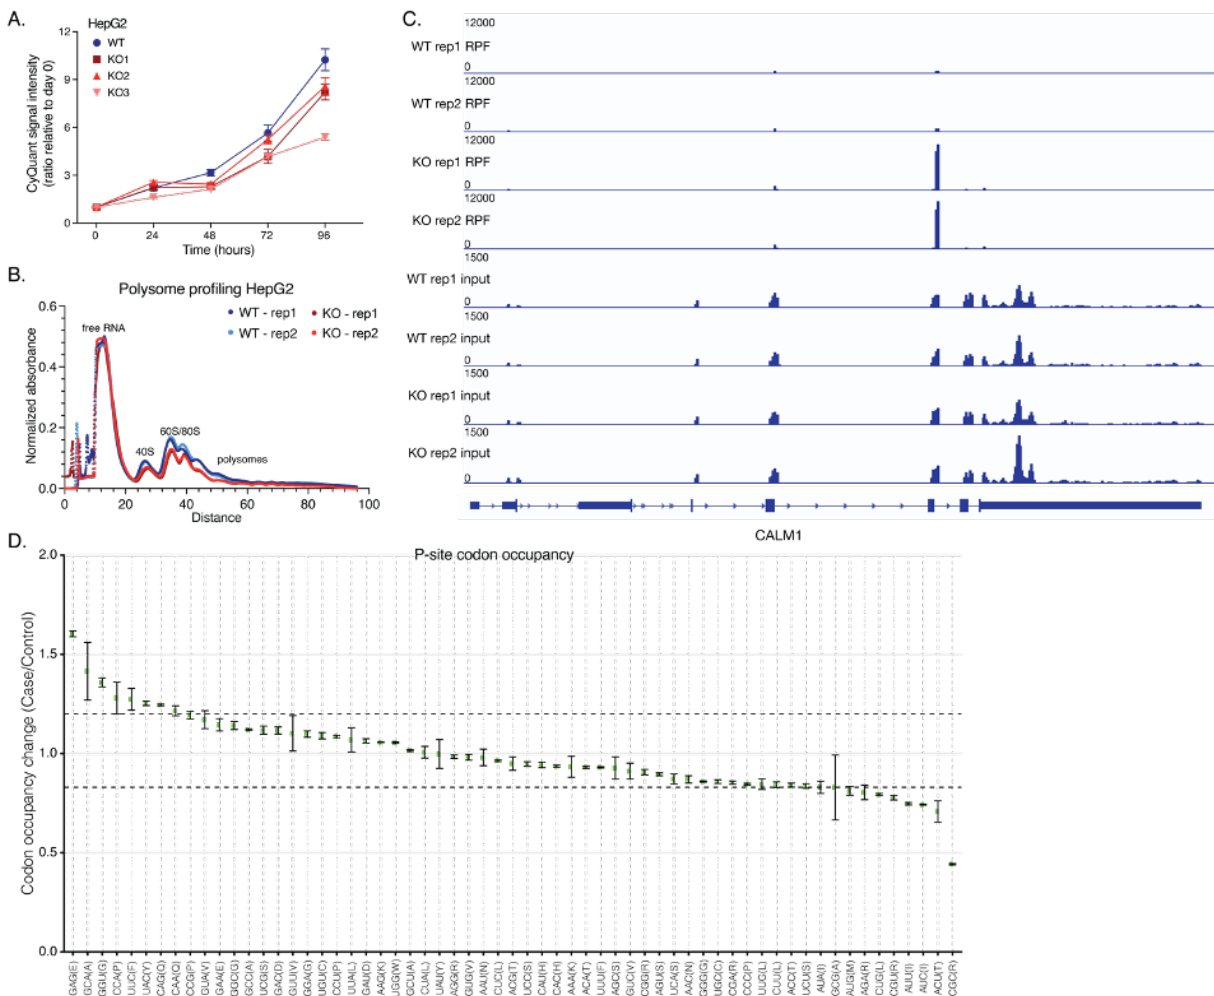 A.
HepG2
WT
KO1
KO2
KO3
CyQuant signal intensity
(ratio relative to day 0)
12
9
6
3
0
0 24 48 72 96
Time (hours)
B.
Polysome profiling HepG2
WT - rep1 KO - rep1
WT - rep2 KO - rep2
free RNA
40S
60S/80S
polysomes
Normalized absorbance
0.6
0.4
0.2
0.0
0 20 40 60 80 100
Distance
C.
12000
WT rep1 RPF
0
12000
WT rep2 RPF
0
12000
KO rep1 RPF
0
12000
KO rep2 RPF
0
1500
WT rep1 input
0
1500
WT rep2 input
0
1500
KO rep1 input
0
1500
KO rep2 input
0
CALM1
D.
P-site codon occupancy
Codon occupancy change (Case/Control)
2.0
1.5
1.0
0.5
0.0
GAG(E) GCA(A) GGU(G) CCA(P) UUC(F) UAC(Y) CAG(Q) CAA(Q) CCG(P) GUA(V) GAA(E) GGC(G) GCC(A) UCG(S) GAC(D) GUU(V) GGA(G) UGU(C) CCU(P) UUA(L) GAU(D) AAG(K) UGG(W) GCU(A) CUA(L) UAU(Y) AGG(R) GUG(V) AAU(N) CUC(L) ACG(T) UCC(S) CAU(H) CAC(H) AAA(K) ACA(T) UUU(F) AGC(S) GUC(V) CGG(R) AGU(S) UCA(S) AAC(N) GGG(G) UGC(C) CGA(R) CCC(P) UUG(L) CUU(L) ACC(T) UCU(S) AUA(I) GCG(A) AUG(M) AGA(R) CUG(L) CGU(R) AUU(I) AUC(I) ACU(T) CGC(R)